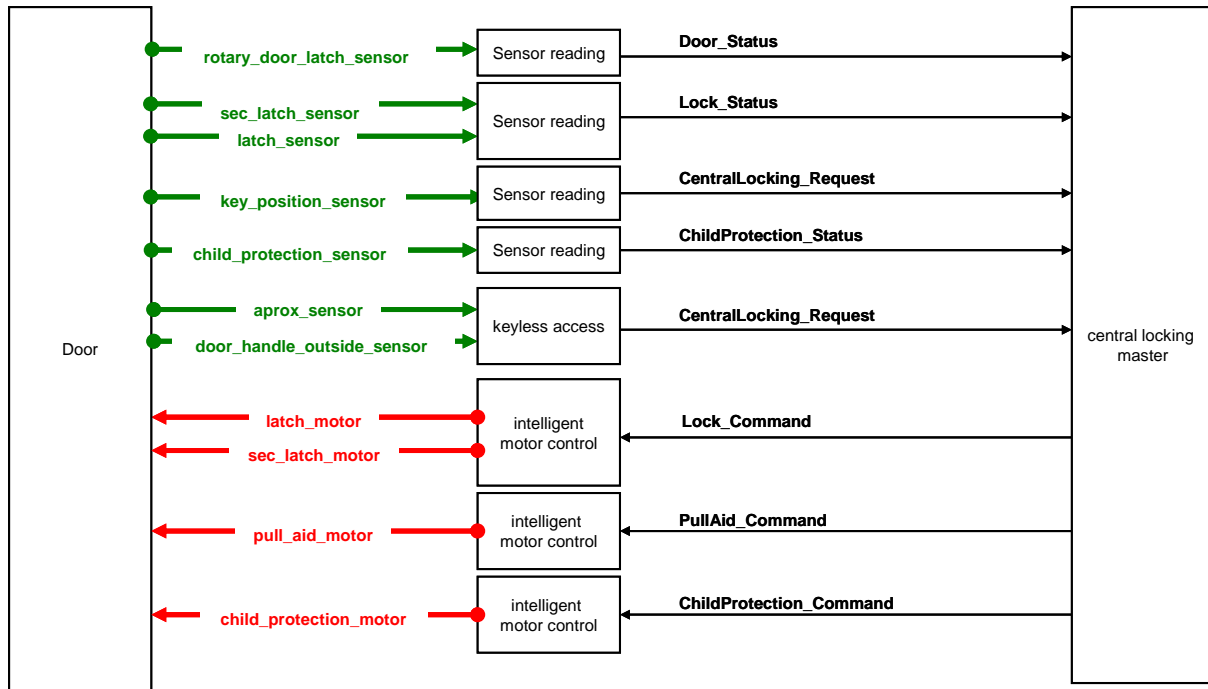 Door
rotary_door_latch_sensor
Sensor reading
Door_Status
sec_latch_sensor
latch_sensor
Sensor reading
Lock_Status
key_position_sensor
Sensor reading
CentralLocking_Request
child_protection_sensor
Sensor reading
ChildProtection_Status
aprox_sensor
door_handle_outside_sensor
keyless access
CentralLocking_Request
central locking
master
latch_motor
sec_latch_motor
intelligent
motor control
Lock_Command
pull_aid_motor
intelligent
motor control
PullAid_Command
child_protection_motor
intelligent
motor control
ChildProtection_Command